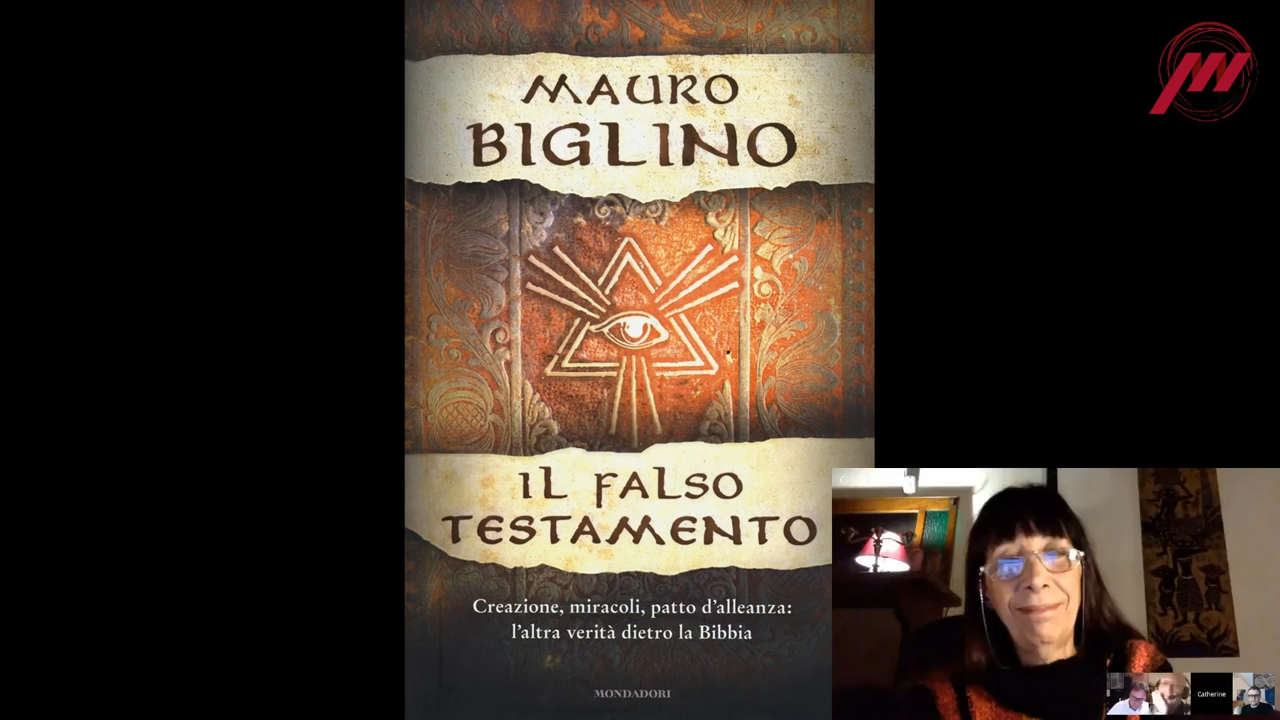 MAURO
BIGLINO
IL FALSO
TESTAMENTO
Creazione, miracoli, patto d'alleanza:
l'altra verità dietro la Bibbia
MONDADORI
Catherine